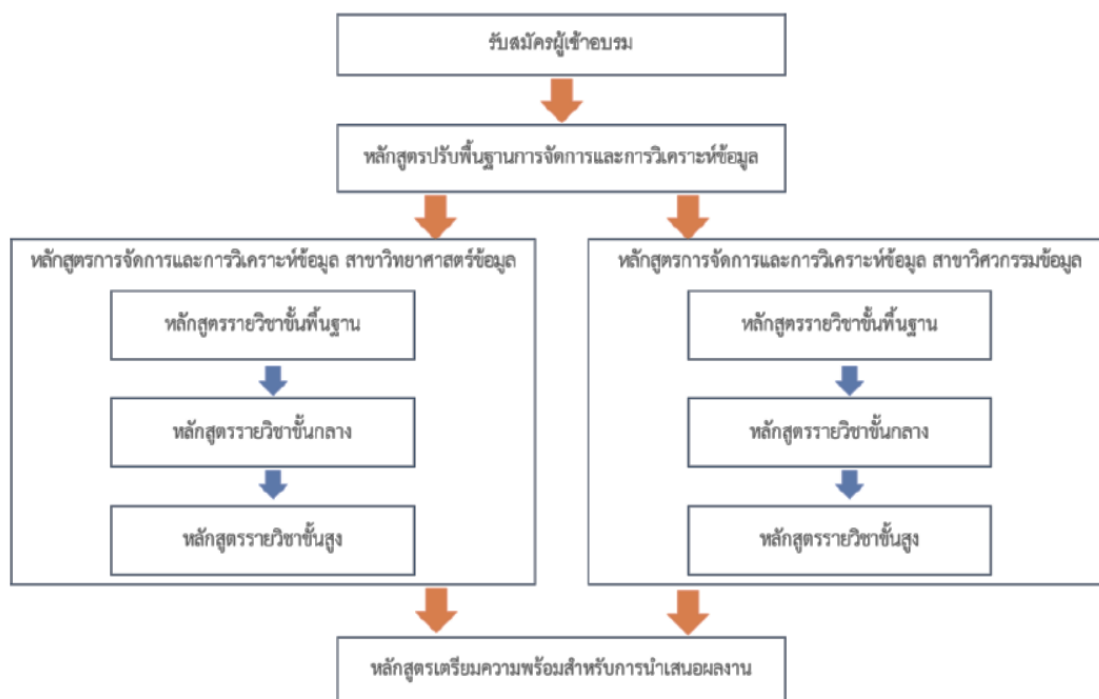 รับสมัครผู้เข้าอบรม
หลักสูตรปรับพื้นฐานการจัดการและการวิเคราะห์ข้อมูล
หลักสูตรการจัดการและการวิเคราะห์ข้อมูล สาขาวิทยาศาสตร์ข้อมูล
หลักสูตรรายวิชาขั้นพื้นฐาน
หลักสูตรรายวิชาขั้นกลาง
หลักสูตรรายวิชาขั้นสูง
หลักสูตรการจัดการและการวิเคราะห์ข้อมูล สาขาวิศวกรรมข้อมูล
หลักสูตรรายวิชาขั้นพื้นฐาน
หลักสูตรรายวิชาขั้นกลาง
หลักสูตรรายวิชาขั้นสูง
หลักสูตรเตรียมความพร้อมสำหรับการนำเสนอผลงาน